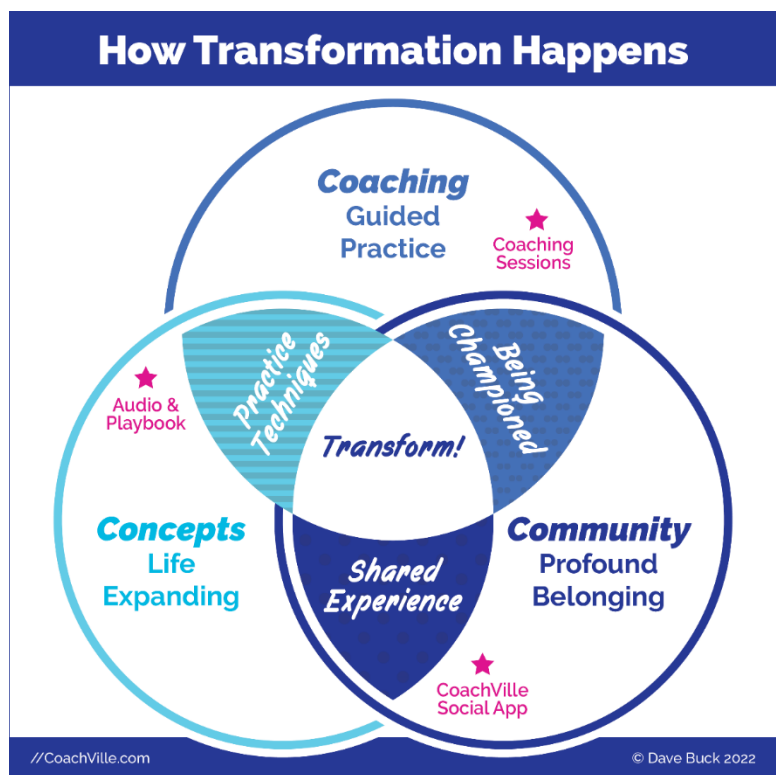 How Transformation Happens
Coaching
Guided
Practice
Coaching
Sessions
Practice
Techniques
Being
Championed
Audio &
Playbook
Transform!
Concepts
Life
Expanding
Community
Profound
Belonging
Shared
Experience
CoachVille
Social App
//CoachVille.com
© Dave Buck 2022